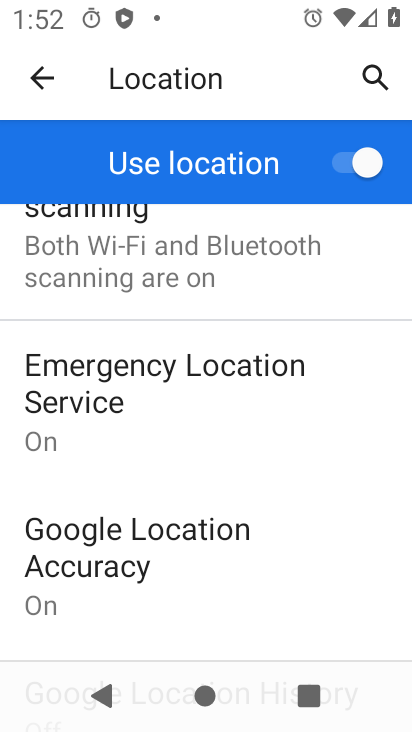 1:52
Location
Use location
scanning
Both Wi-Fi and Bluetooth
scanning are on
Emergency Location
Service
On
Google Location
Accuracy
On
Google Location History
Off